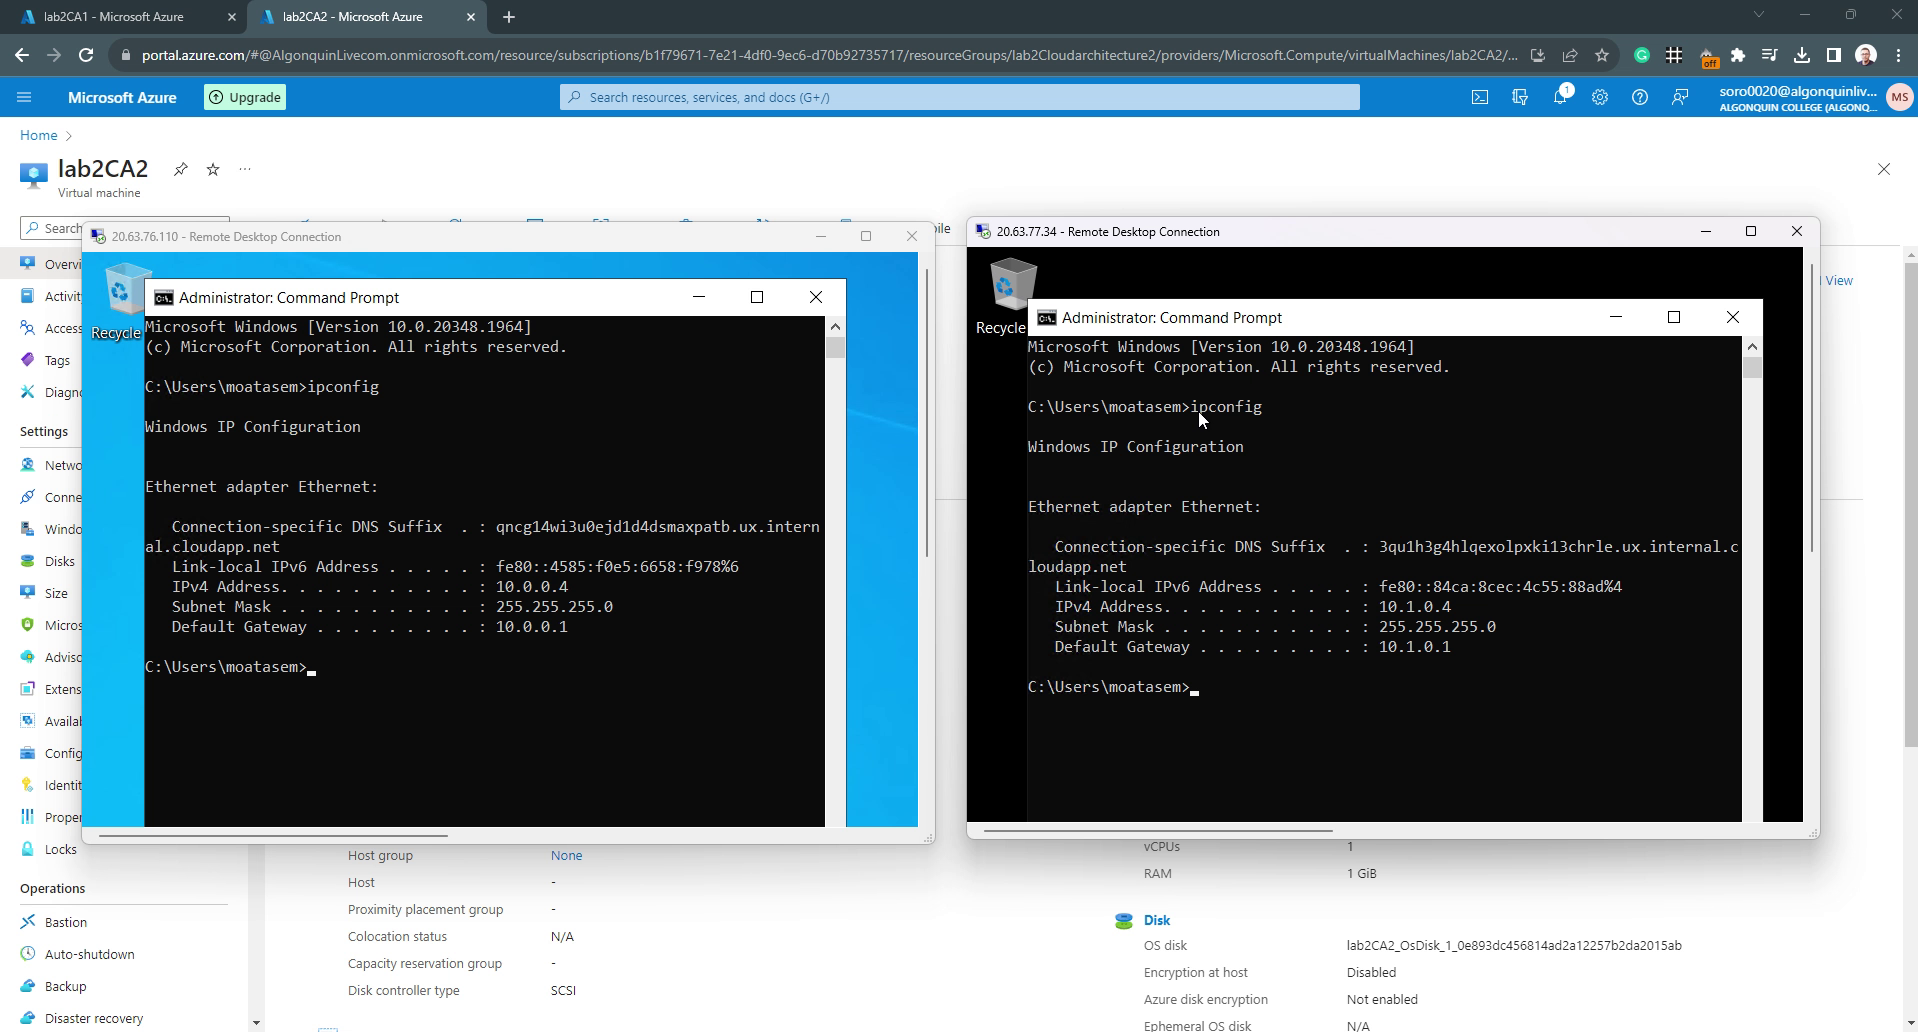 lab2CA1 - Microsoft Azure
lab2CA2 - Microsoft Azure
portal.azure.com/#@AlgonquinLivecom.onmicrosoft.com/resource/subscriptions/b1f79671-7e21-4df0-9ec6-d70b92735717/resourceGroups/lab2Cloudarchitecture2/providers/Microsoft.Compute/virtualMachines/lab2CA2/...
off
Microsoft Azure
Upgrade
Search resources, services, and docs (G+/)
1
soro0020@algonquinliv...
ALGONQUIN COLLEGE (ALGONQ...
MS
Home >
lab2CA2
Virtual machine
Search
Overvi
Activit
Access
Tags
Diagno
Settings
Netwo
Conne
Windo
Disks
Size
Micros
Adviso
Extens
Availal
Config
Identit
Proper
Locks
Operations
Bastion
Auto-shutdown
Backup
Disaster recovery
20.63.76.110 - Remote Desktop Connection
Recycle
Administrator: Command Prompt
Microsoft Windows [Version 10.0.20348.1964]
(c) Microsoft Corporation. All rights reserved.
C:\Users\moatasem>ipconfig
Windows IP Configuration
Ethernet adapter Ethernet:
Connection-specific DNS Suffix . : qncg14wi3u0ejd1d4dsmaxpatb.ux.intern
al.cloudapp.net
Link-local IPv6 Address . . . . . : fe80::4585:f0e5:6658:f978%6
IPv4 Address. . . . . . . . . . . : 10.0.0.4
Subnet Mask . . . . . . . . . . . : 255.255.255.0
Default Gateway . . . . . . . . . : 10.0.0.1
C:\Users\moatasem>
ile
20.63.77.34 - Remote Desktop Connection
Recycle
Administrator: Command Prompt
Microsoft Windows [Version 10.0.20348.1964]
(c) Microsoft Corporation. All rights reserved.
C:\Users\moatasem>ipconfig
Windows IP Configuration
Ethernet adapter Ethernet:
Connection-specific DNS Suffix . : 3qu1h3g4hlqexolpxki13chrle.ux.internal.c
loudapp.net
Link-local IPv6 Address . . . . . : fe80::84ca:8cec:4c55:88ad%4
IPv4 Address. . . . . . . . . . . : 10.1.0.4
Subnet Mask . . . . . . . . . . . : 255.255.255.0
Default Gateway . . . . . . . . . : 10.1.0.1
C:\Users\moatasem>
View
Host group None
Host -
Proximity placement group -
Colocation status N/A
Capacity reservation group -
Disk controller type SCSI
vCPUs 1
RAM 1 GiB
Disk
OS disk lab2CA2_OsDisk_1_0e893dc456814ad2a12257b2da2015ab
Encryption at host Disabled
Azure disk encryption Not enabled
Ephemeral OS disk N/A